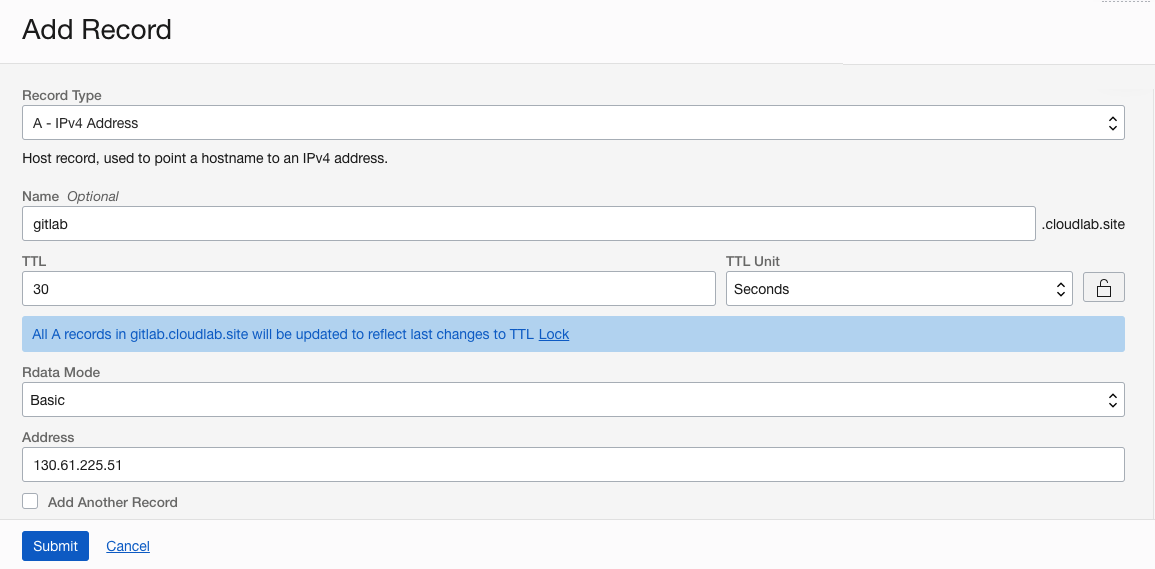 Add Record
Record Type
A - IPv4 Address
Host record, used to point a hostname to an IPv4 address.
Name Optional
gitlab .cloudlab.site
TTL TTL Unit
30 Seconds
All A records in gitlab.cloudlab.site will be updated to reflect last changes to TTL Lock
Rdata Mode
Basic
Address
130.61.225.51
Add Another Record
Submit Cancel